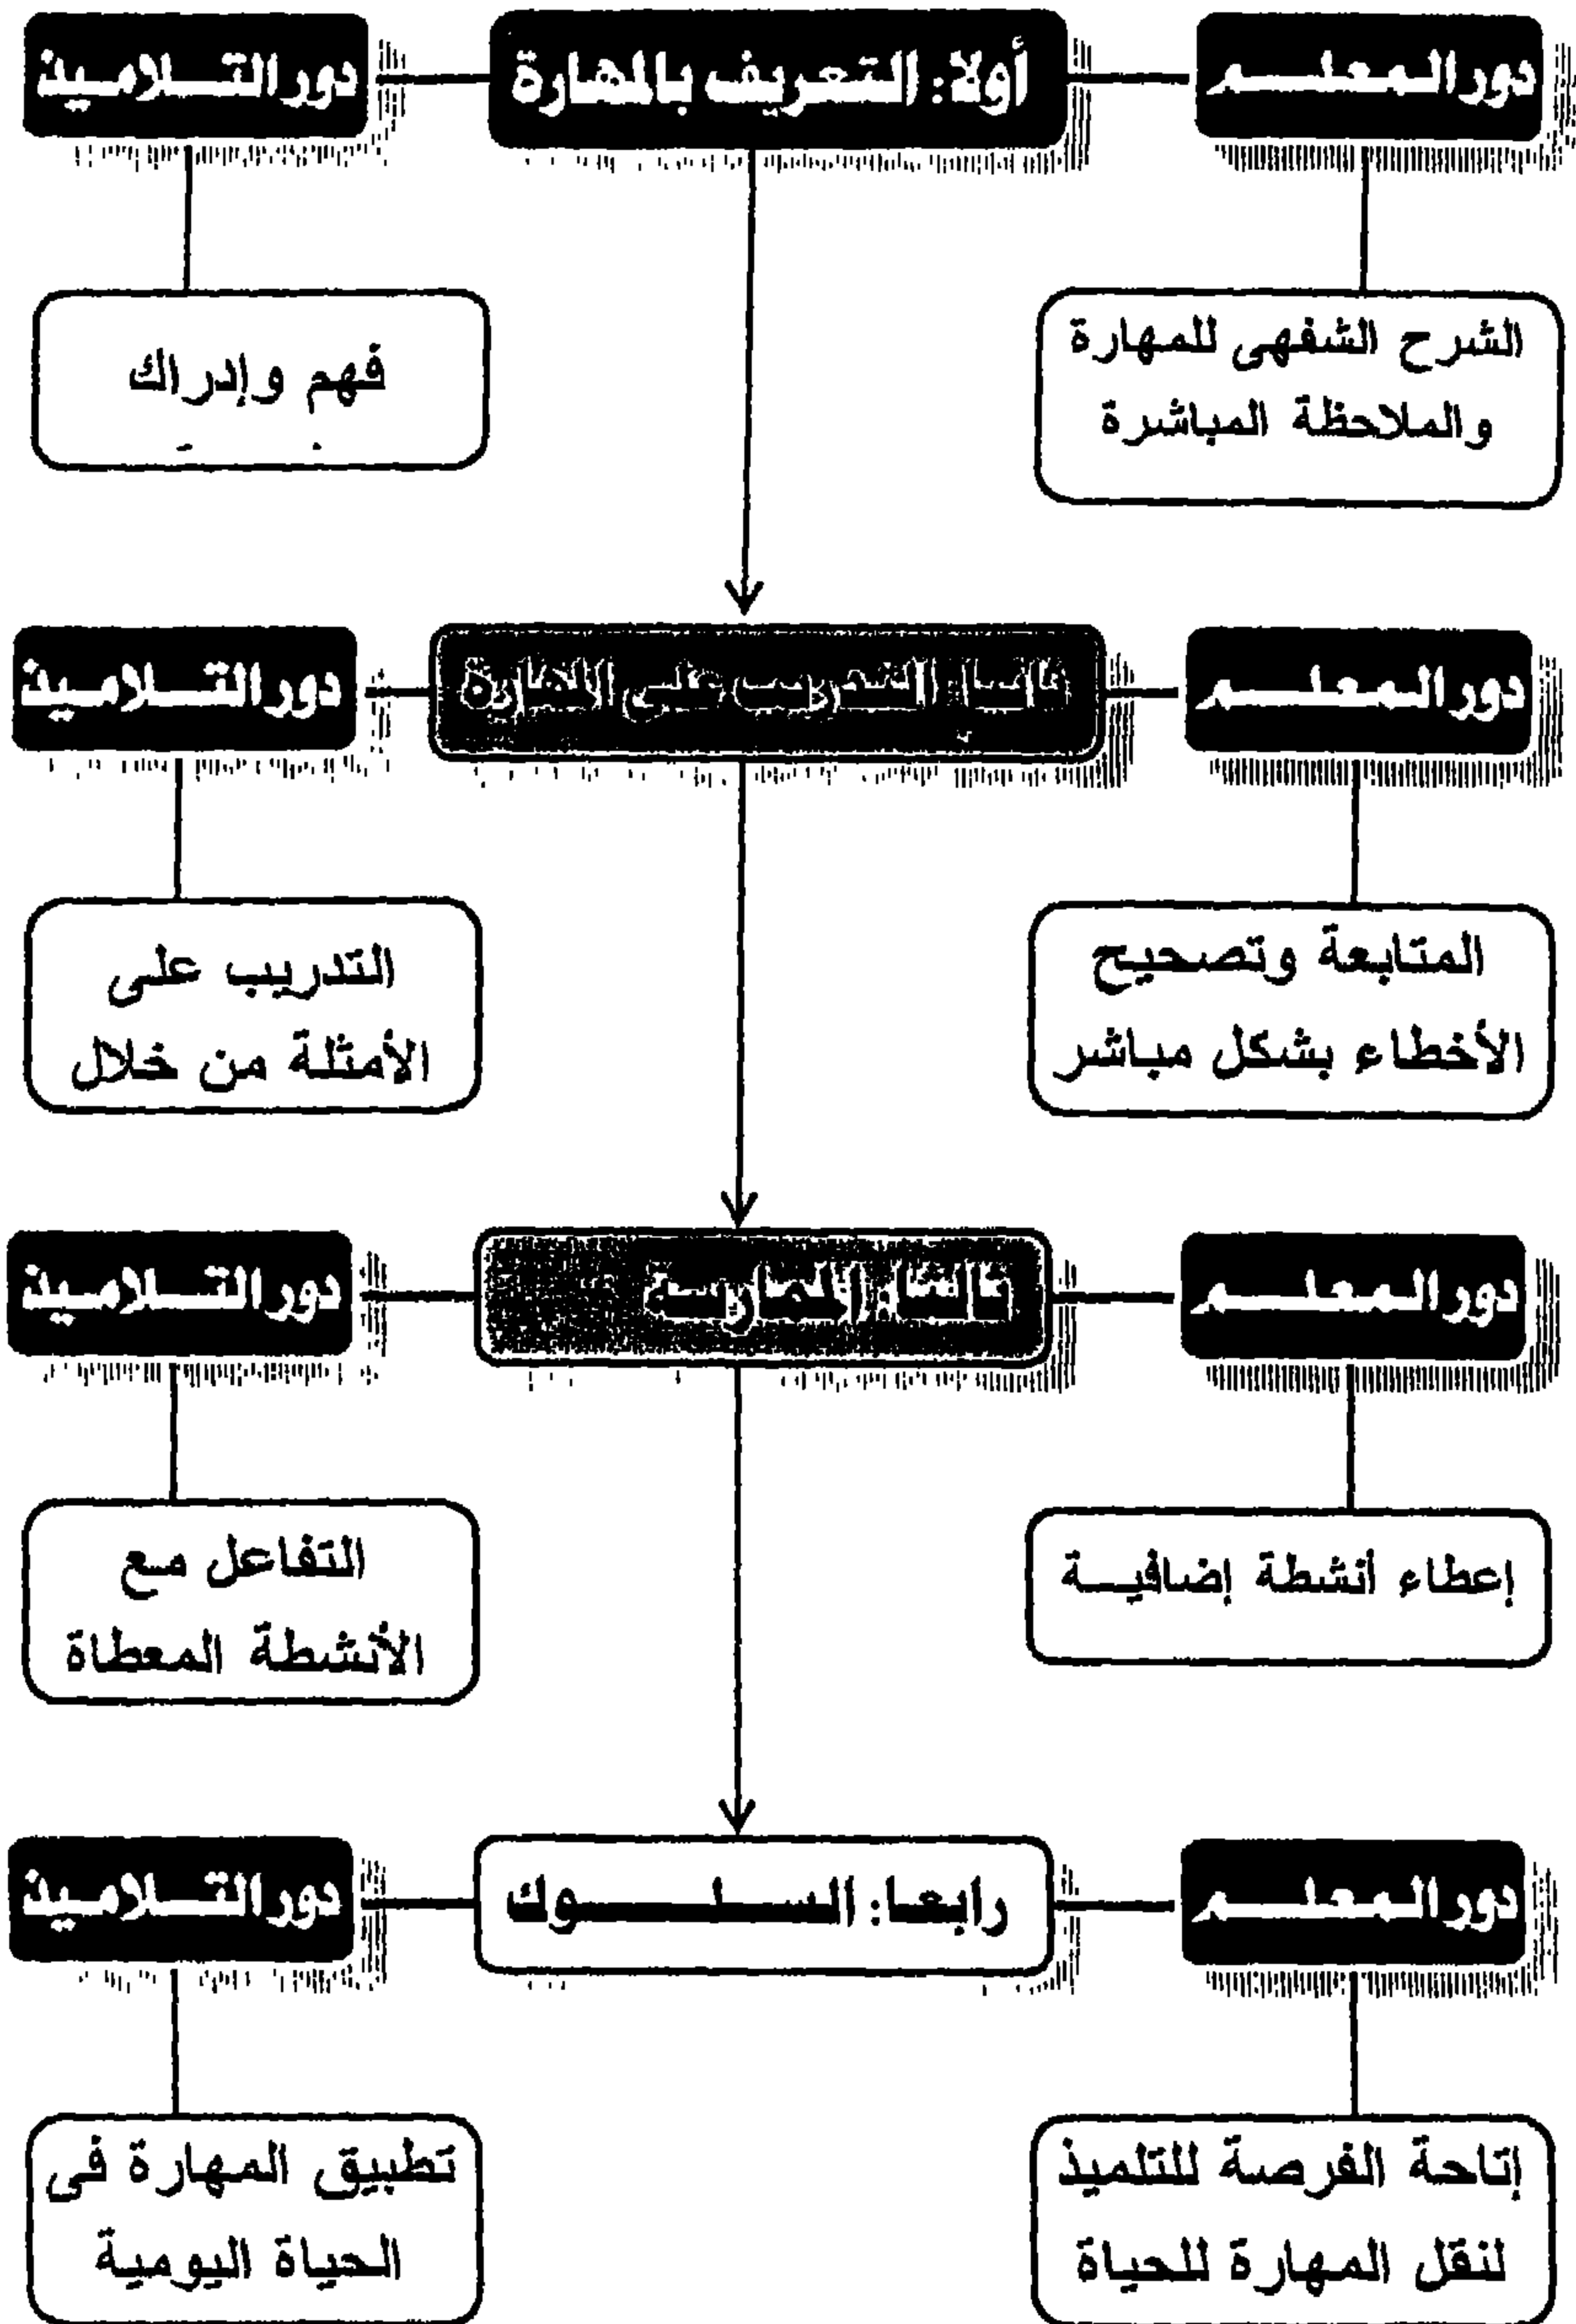 دور المعلم
أولا: التعريف بالمهارة
دور التلاميذ
الشرح الشفهى للمهارة
والملاحظة المباشرة
فهم وإدراك
دور المعلم
ثانيا: التدريب على المهارة
دور التلاميذ
المتابعة وتصحيح
الأخطاء بشكل مباشر
التدريب على
الأمثلة من خلال
دور المعلم
ثالثا: الممارسة
دور التلاميذ
إعطاء أنشطة إضافية
التفاعل مع
الأنشطة المعطاة
دور المعلم
رابعا: السلوك
دور التلاميذ
إتاحة الفرصة للتلميذ
لنقل المهارة للحياة
تطبيق المهارة فى
الحياة اليومية